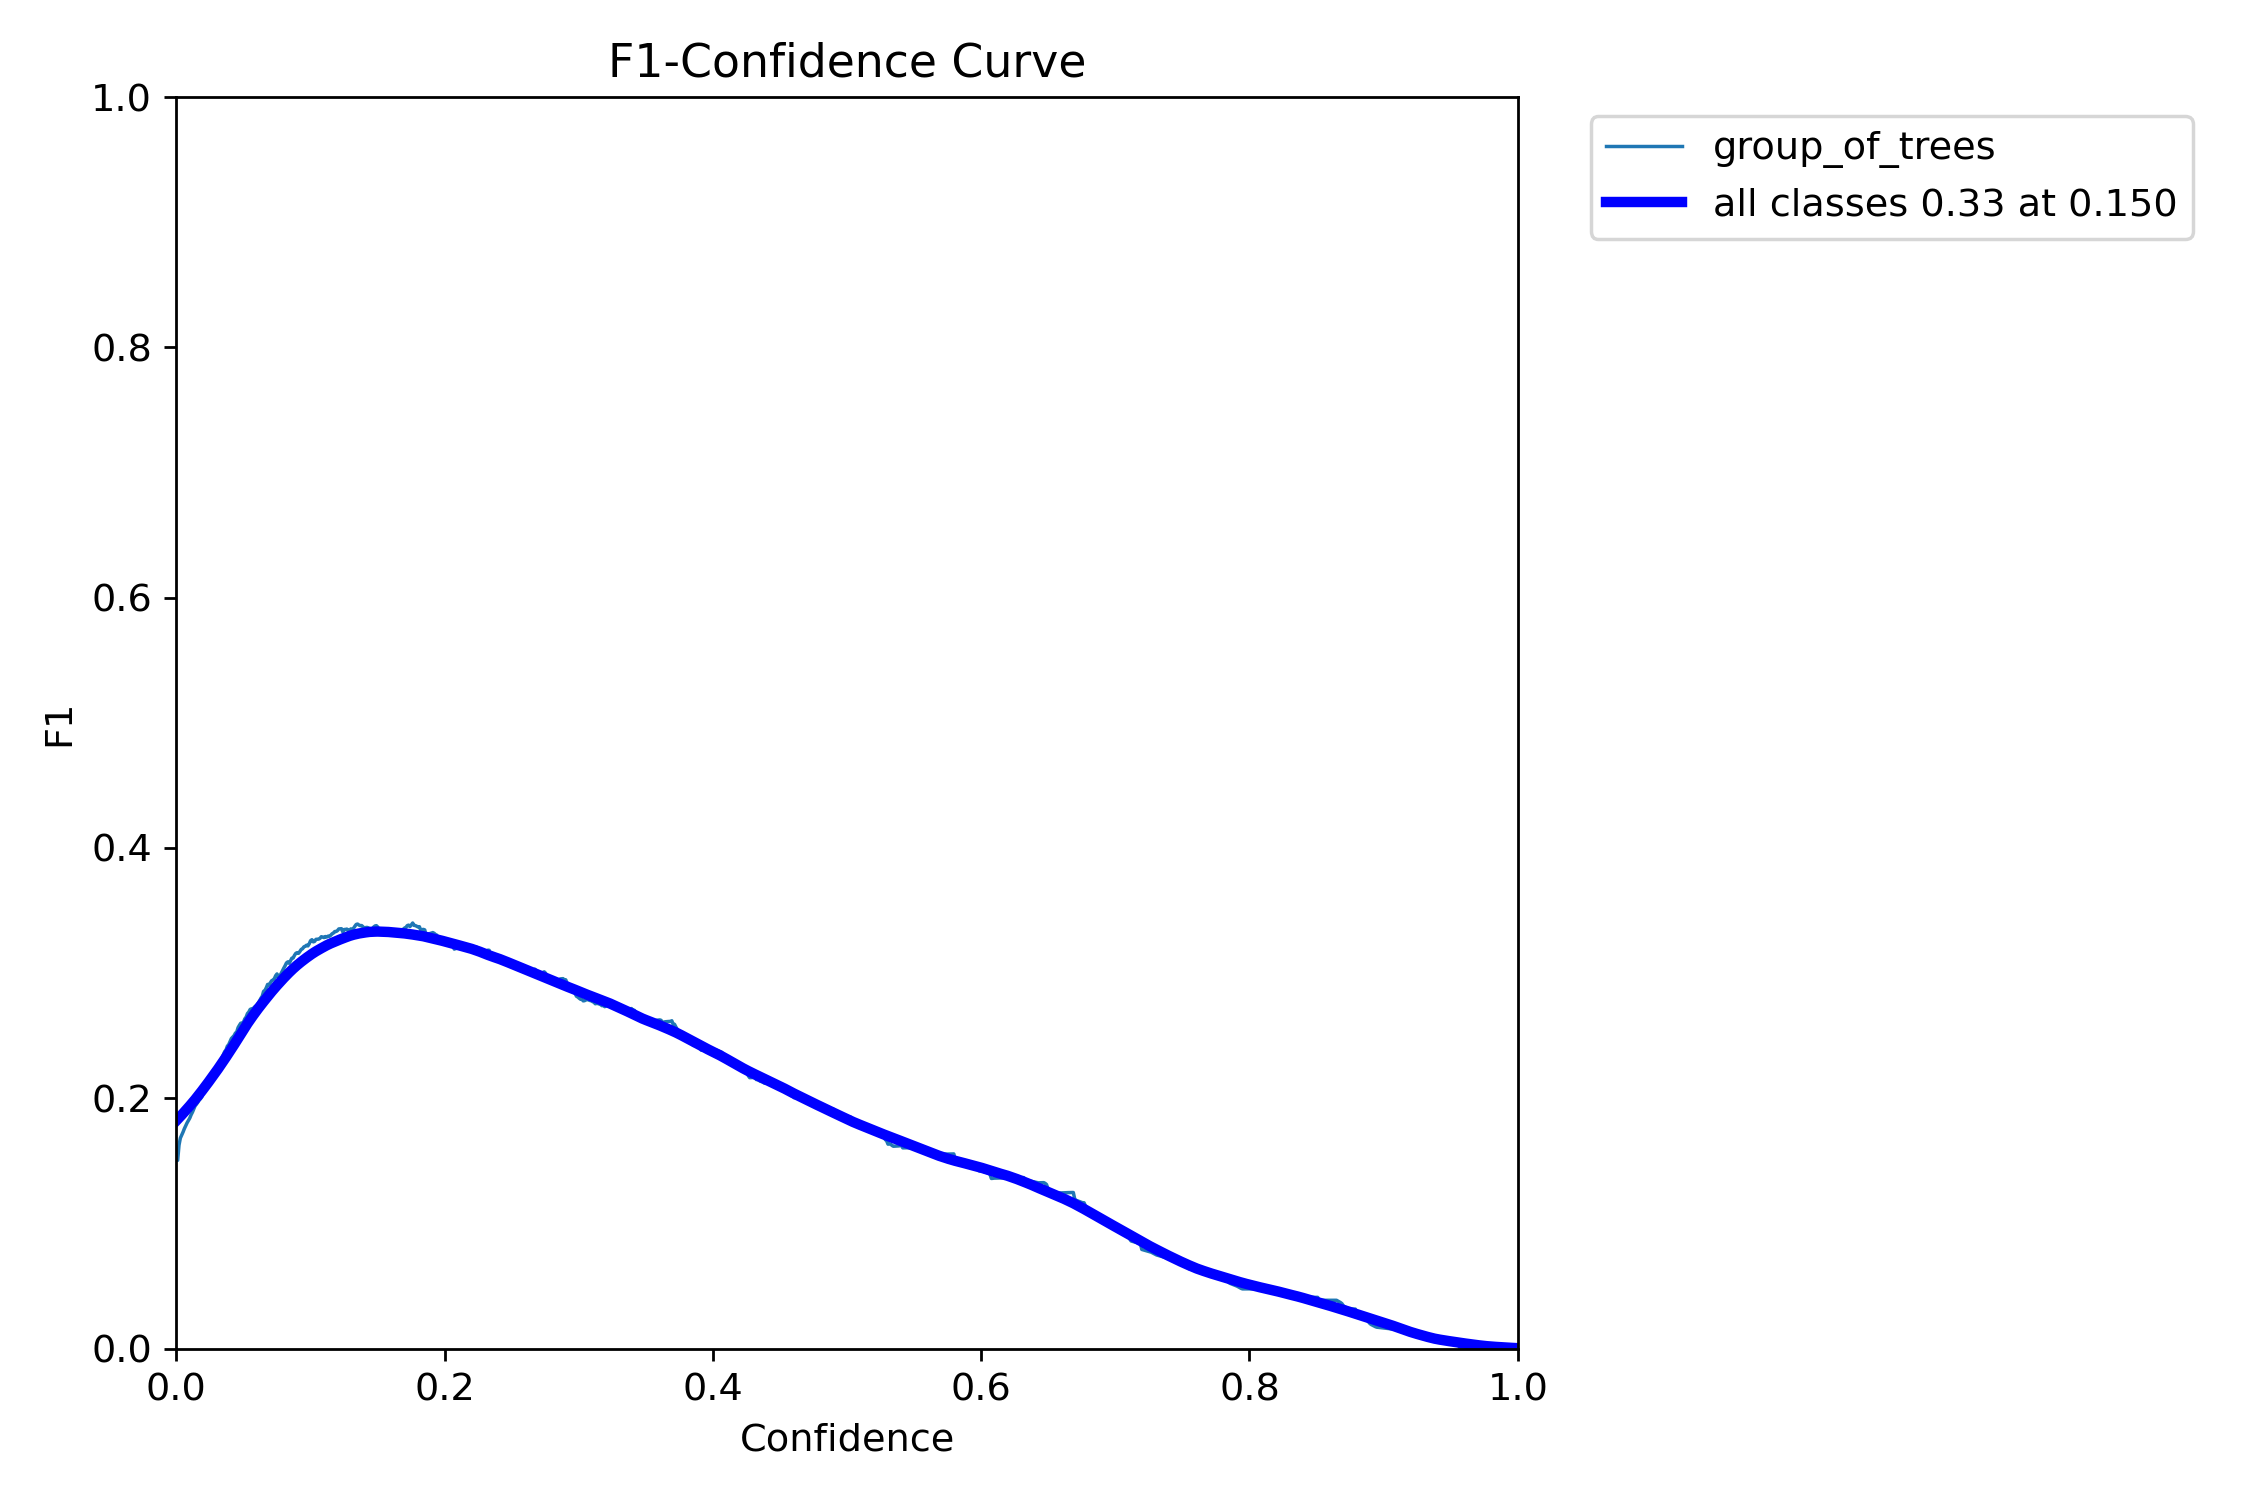 F1-Confidence Curve
1.0
0.8
0.6
0.4
0.2
0.0
F1
0.0 0.2 0.4 0.6 0.8 1.0
Confidence
group_of_trees
all classes 0.33 at 0.150